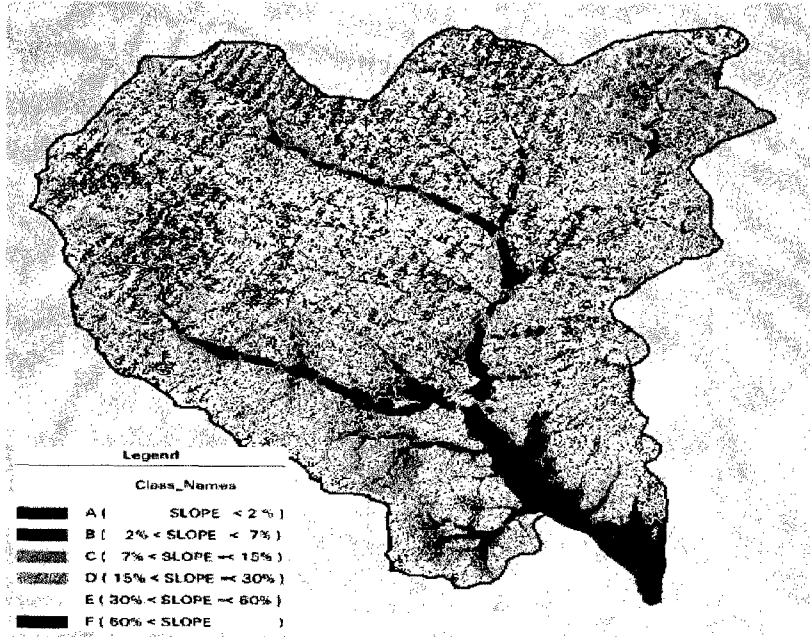 Legend
Class_Names
A ( SLOPE < 2 % )
B ( 2% < SLOPE < 7% )
C ( 7% < SLOPE =< 15% )
D ( 15% < SLOPE =< 30% )
E ( 30% < SLOPE =< 60% )
F ( 60% < SLOPE )